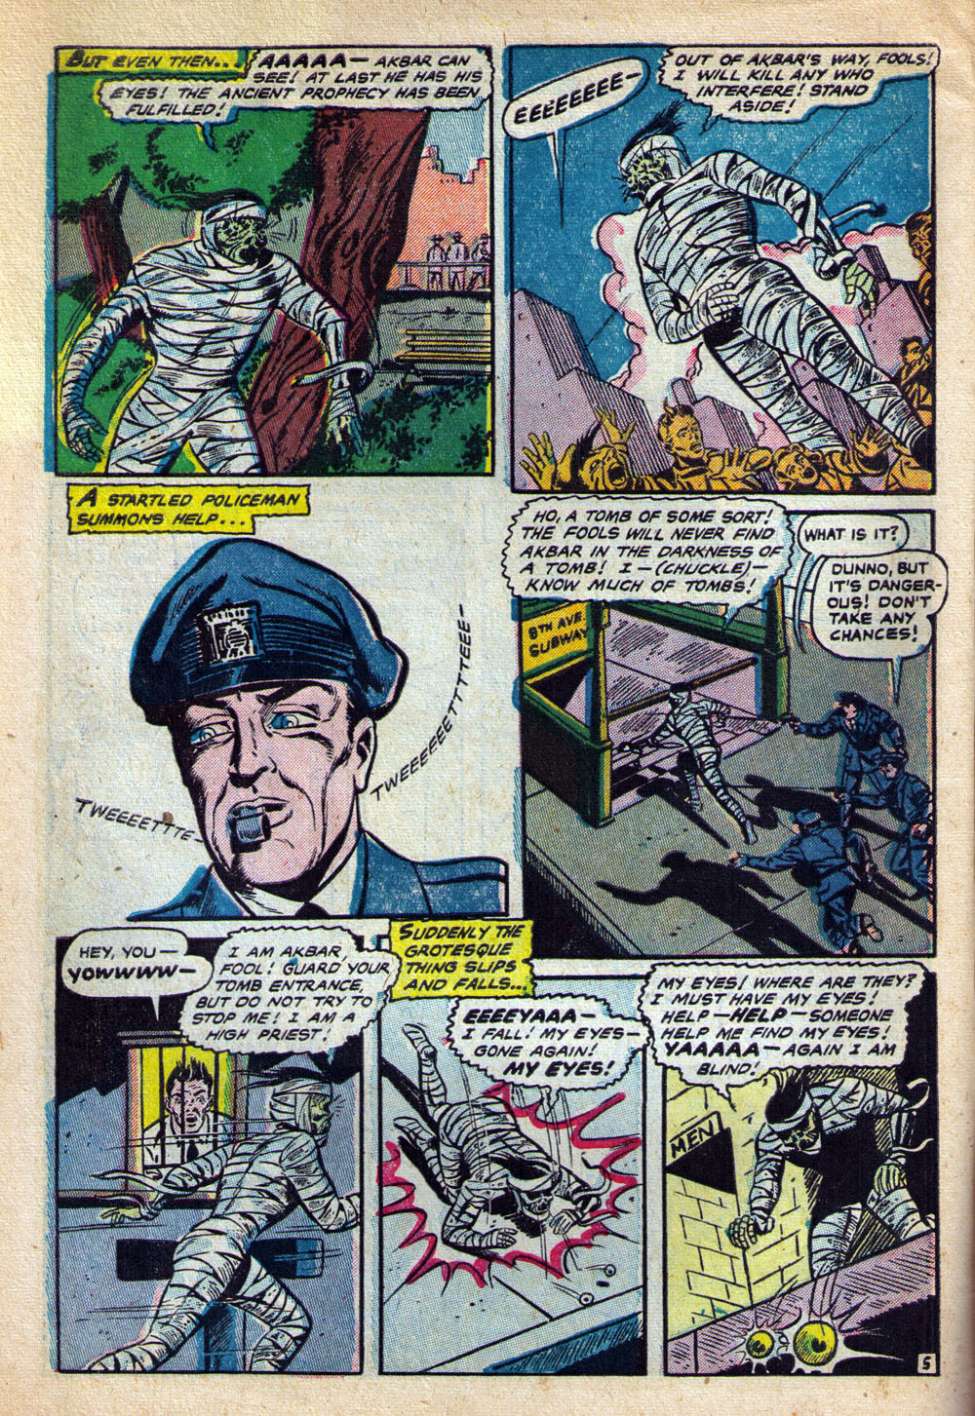 BUT EVEN THEN...
AAAAA— AKBAR CAN
SEE! AT LAST HE HAS HIS
EYES! THE ANCIENT PROPHECY HAS BEEN
FULFILLED!
EEEEEEEE—
OUT OF AKBAR'S WAY, FOOLS!
I WILL KILL ANY WHO
INTERFERE! STAND
ASIDE!
A STARTLED POLICEMAN
SUMMONS HELP...
TWEEEETTTE-
TWEEEEEETTTTTEEE-
HO, A TOMB OF SOME SORT!
THE FOOLS WILL NEVER FIND
AKBAR IN THE DARKNESS OF
A TOMB! I—(CHUCKLE)—
KNOW MUCH OF TOMBS!
WHAT IS IT?
DUNNO, BUT
IT'S DANGER-
OUS! DON'T
TAKE ANY
CHANCES!
8TH AVE.
SUBWAY
HEY, YOU—
YOWWWW—
I AM AKBAR,
FOOL! GUARD YOUR
TOMB ENTRANCE,
BUT DO NOT TRY TO
STOP ME! I AM A
HIGH PRIEST!
SUDDENLY THE
GROTESQUE
THING SLIPS
AND FALLS...
EEEEYAAA—
I FALL! MY EYES—
GONE AGAIN!
MY EYES!
MY EYES! WHERE ARE THEY?
I MUST HAVE MY EYES!
HELP—HELP—SOMEONE
HELP ME FIND MY EYES!
YAAAAA—AGAIN I AM
BLIND!
MEN
5